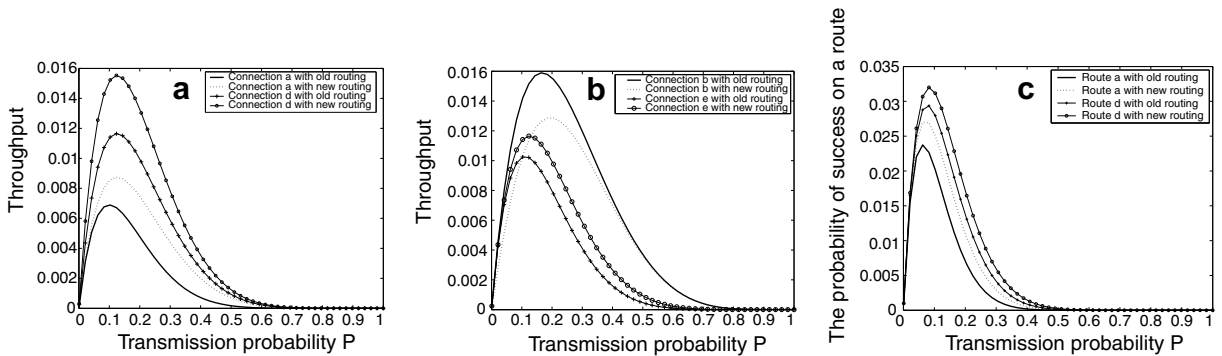 a
Connection a with old routing
Connection a with new routing
Connection d with old routing
Connection d with new routing
0.016
0.014
0.012
0.01
0.008
0.006
0.004
0.002
0
Throughput
0 0.1 0.2 0.3 0.4 0.5 0.6 0.7 0.8 0.9 1
Transmission probability P
b
Connection b with old routing
Connection b with new routing
Connection e with old routing
Connection e with new routing
0.016
0.014
0.012
0.01
0.008
0.006
0.004
0.002
0
Throughput
0 0.1 0.2 0.3 0.4 0.5 0.6 0.7 0.8 0.9 1
Transmission probability P
c
Route a with old routing
Route a with new routing
Route d with old routing
Route d with new routing
0.035
0.03
0.025
0.02
0.015
0.01
0.005
0
The probability of success on a route
0 0.1 0.2 0.3 0.4 0.5 0.6 0.7 0.8 0.9 1
Transmission probability P